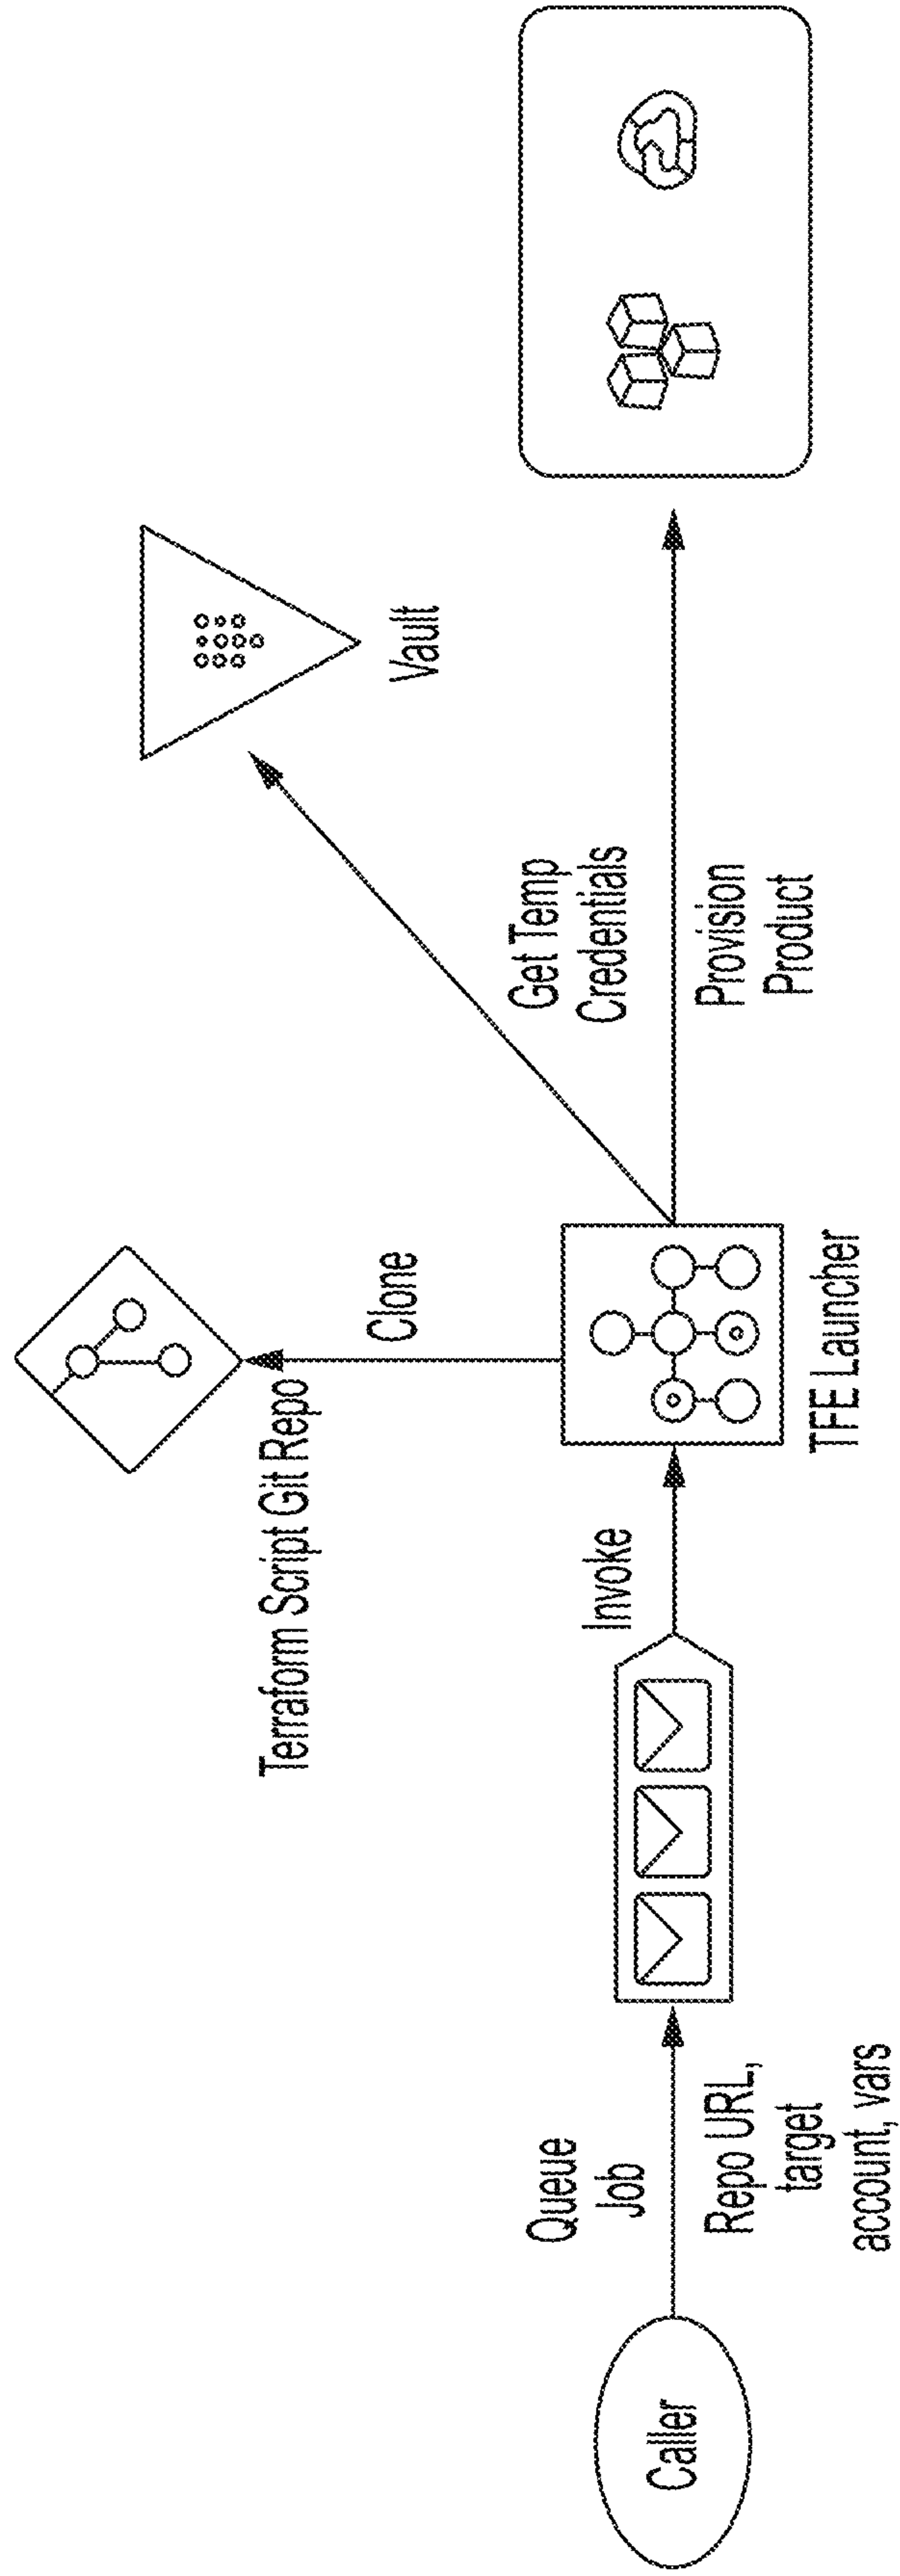 Caller
Queue
Job
Repo URL,
target
account, vars
Invoke
Terraform Script Git Repo
Clone
TFE Launcher
Get Temp
Credentials
Provision
Product
Vault